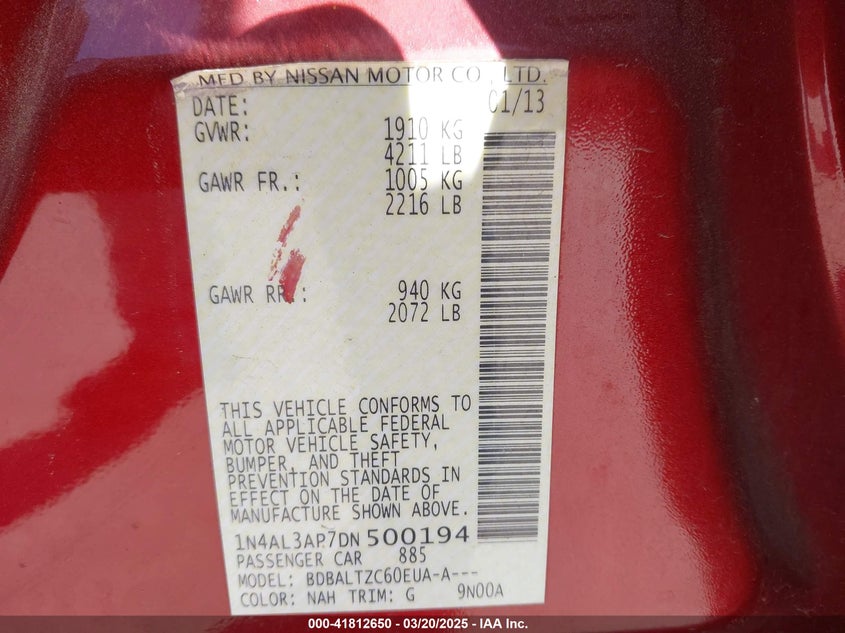 MFD BY NISSAN MOTOR CO., LTD.
DATE: 01/13
GVWR: 1910 KG
4211 LB
GAWR FR.: 1005 KG
2216 LB
GAWR RR.: 940 KG
2072 LB
THIS VEHICLE CONFORMS TO
ALL APPLICABLE FEDERAL
MOTOR VEHICLE SAFETY,
BUMPER, AND THEFT
PREVENTION STANDARDS IN
EFFECT ON THE DATE OF
MANUFACTURE SHOWN ABOVE.
1N4AL3AP7DN500194
PASSENGER CAR 885
MODEL: BDBALTZC60EUA-A---
COLOR: NAH TRIM: G 9N00A
000-41812650 - 03/20/2025 - IAA Inc.